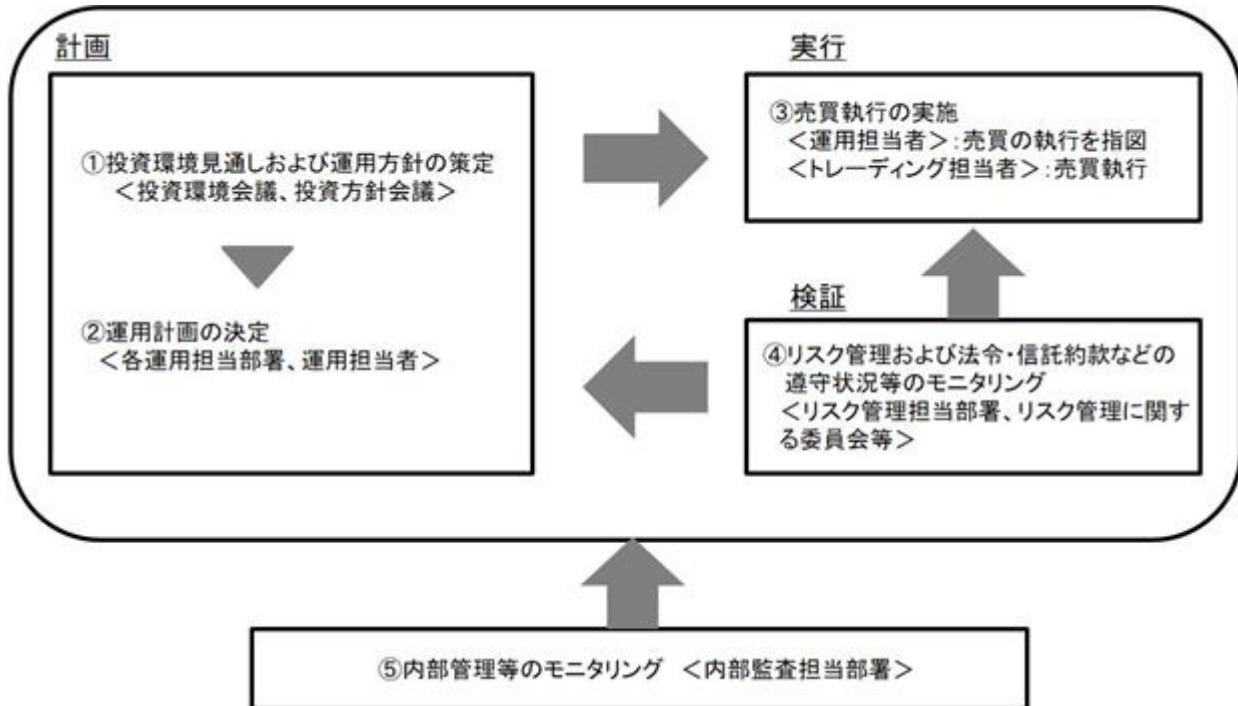 計画
①投資環境見通しおよび運用方針の策定
＜投資環境会議、投資方針会議＞
②運用計画の決定
＜各運用担当部署、運用担当者＞
実行
③売買執行の実施
＜運用担当者＞：売買の執行を指図
＜トレーディング担当者＞：売買執行
検証
④リスク管理および法令・信託約款などの
遵守状況等のモニタリング
＜リスク管理担当部署、リスク管理に関す
る委員会等＞
⑤内部管理等のモニタリング ＜内部監査担当部署＞